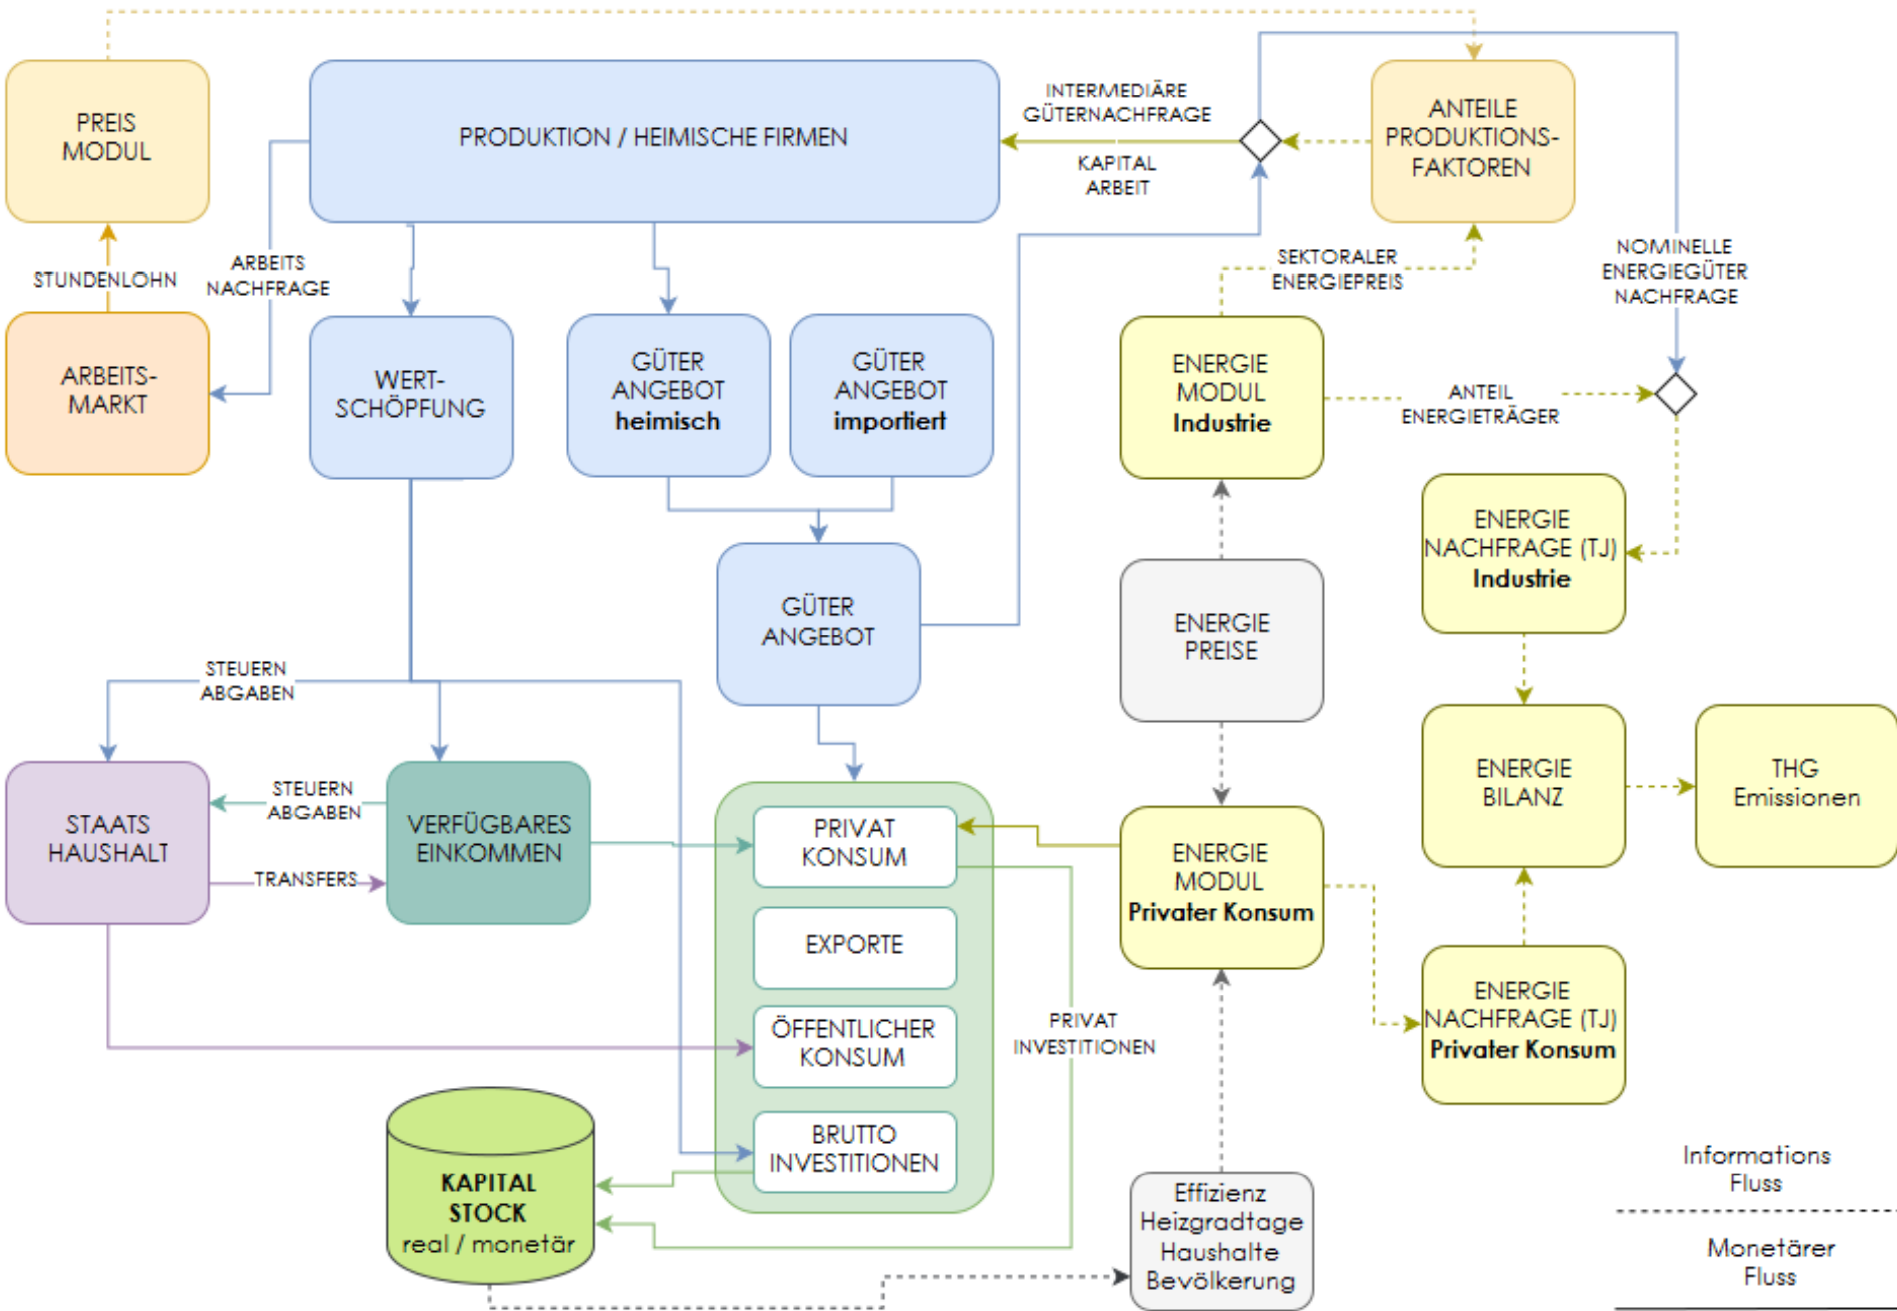 PREIS
MODUL
PRODUKTION / HEIMISCHE FIRMEN
INTERMEDIÄRE
GÜTERNACHFRAGE
KAPITAL
ARBEIT
ANTEILE
PRODUKTIONS-
FAKTOREN
STUNDENLOHN
ARBEITS
NACHFRAGE
SEKTORALER
ENERGIEPREIS
NOMINELLE
ENERGIEGÜTER
NACHFRAGE
ARBEITS-
MARKT
WERT-
SCHÖPFUNG
GÜTER
ANGEBOT
heimisch
GÜTER
ANGEBOT
importiert
ENERGIE
MODUL
Industrie
ANTEIL
ENERGIETRÄGER
ENERGIE
NACHFRAGE (TJ)
Industrie
GÜTER
ANGEBOT
ENERGIE
PREISE
STEUERN
ABGABEN
STAATS
HAUSHALT
STEUERN
ABGABEN
TRANSFERS
VERFÜGBARES
EINKOMMEN
PRIVAT
KONSUM
EXPORTE
ÖFFENTLICHER
KONSUM
BRUTTO
INVESTITIONEN
PRIVAT
INVESTITIONEN
ENERGIE
MODUL
Privater Konsum
ENERGIE
BILANZ
THG
Emissionen
ENERGIE
NACHFRAGE (TJ)
Privater Konsum
KAPITAL
STOCK
real / monetär
Effizienz
Heizgradtage
Haushalte
Bevölkerung
Informations
Fluss
Monetärer
Fluss